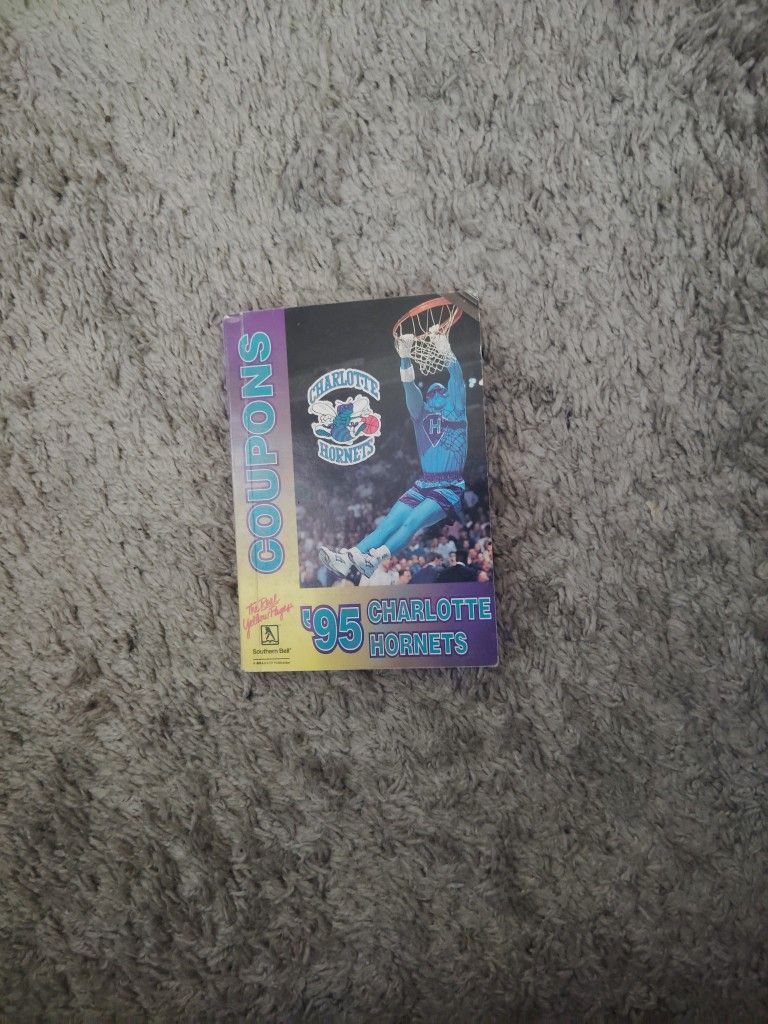 COUPONS
CHARLOTTE
HORNETS
H
The Real
Yellow Pages
Southern Bell
'95 CHARLOTTE
HORNETS